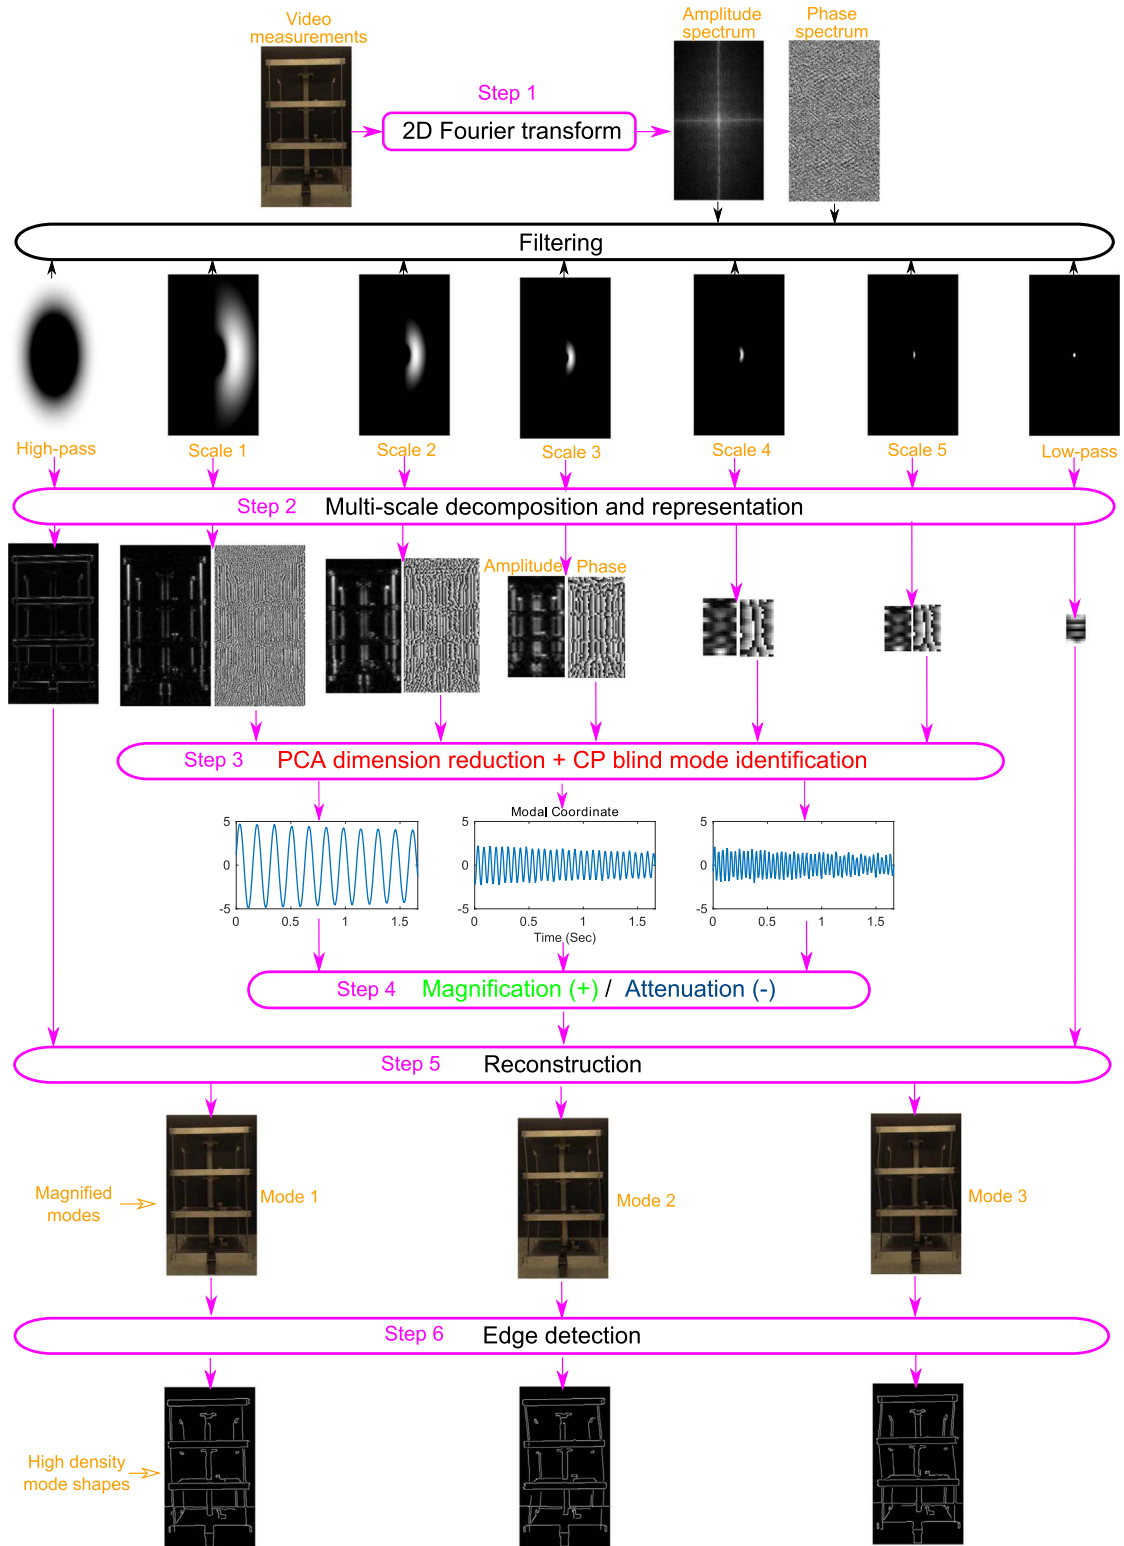 Video
measurements
Amplitude
spectrum
Phase
spectrum
Step 1
2D Fourier transform
Filtering
High-pass
Scale 1
Scale 2
Scale 3
Scale 4
Scale 5
Low-pass
Step 2 Multi-scale decomposition and representation
Amplitude
Phase
Step 3 PCA dimension reduction + CP blind mode identification
Modal Coordinate
5
0
-5
0 0.5 1 1.5
5
0
-5
0 0.5 1 1.5
Time (Sec)
5
0
-5
0 0.5 1 1.5
Step 4 Magnification (+) / Attenuation (-)
Step 5 Reconstruction
Magnified
modes
Mode 1
Mode 2
Mode 3
Step 6 Edge detection
High density
mode shapes